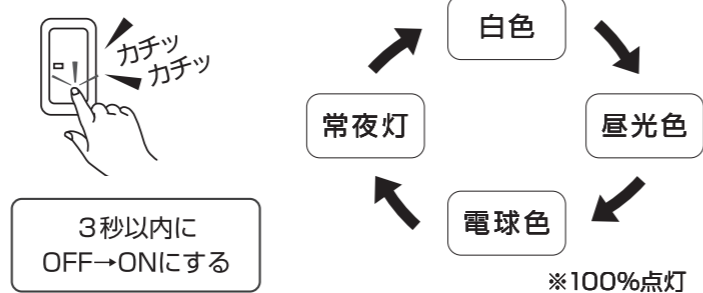 カチッ
カチッ
3秒以内に
OFF→ONにする
白色
昼光色
電球色
常夜灯
※100%点灯